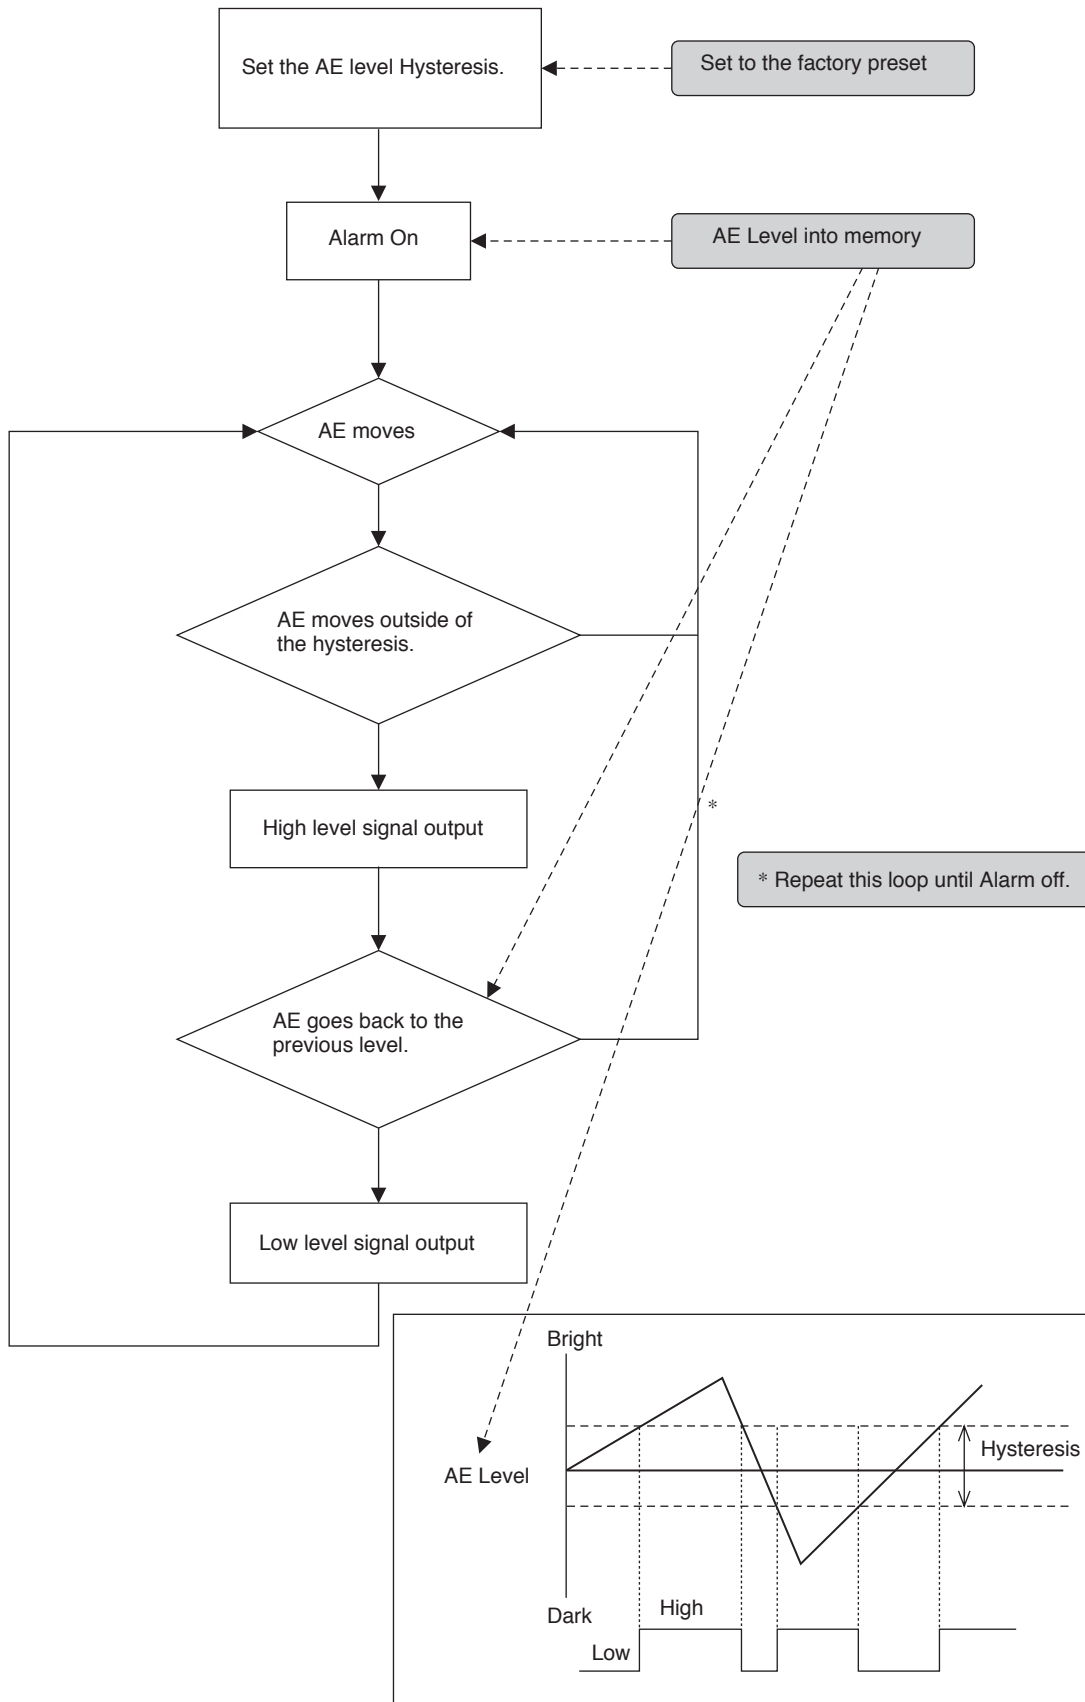 Set the AE level Hysteresis.
Set to the factory preset
Alarm On
AE Level into memory
AE moves
AE moves outside of
the hysteresis.
High level signal output
*
* Repeat this loop until Alarm off.
AE goes back to the
previous level.
Low level signal output
Bright
Hysteresis
AE Level
Dark
High
Low